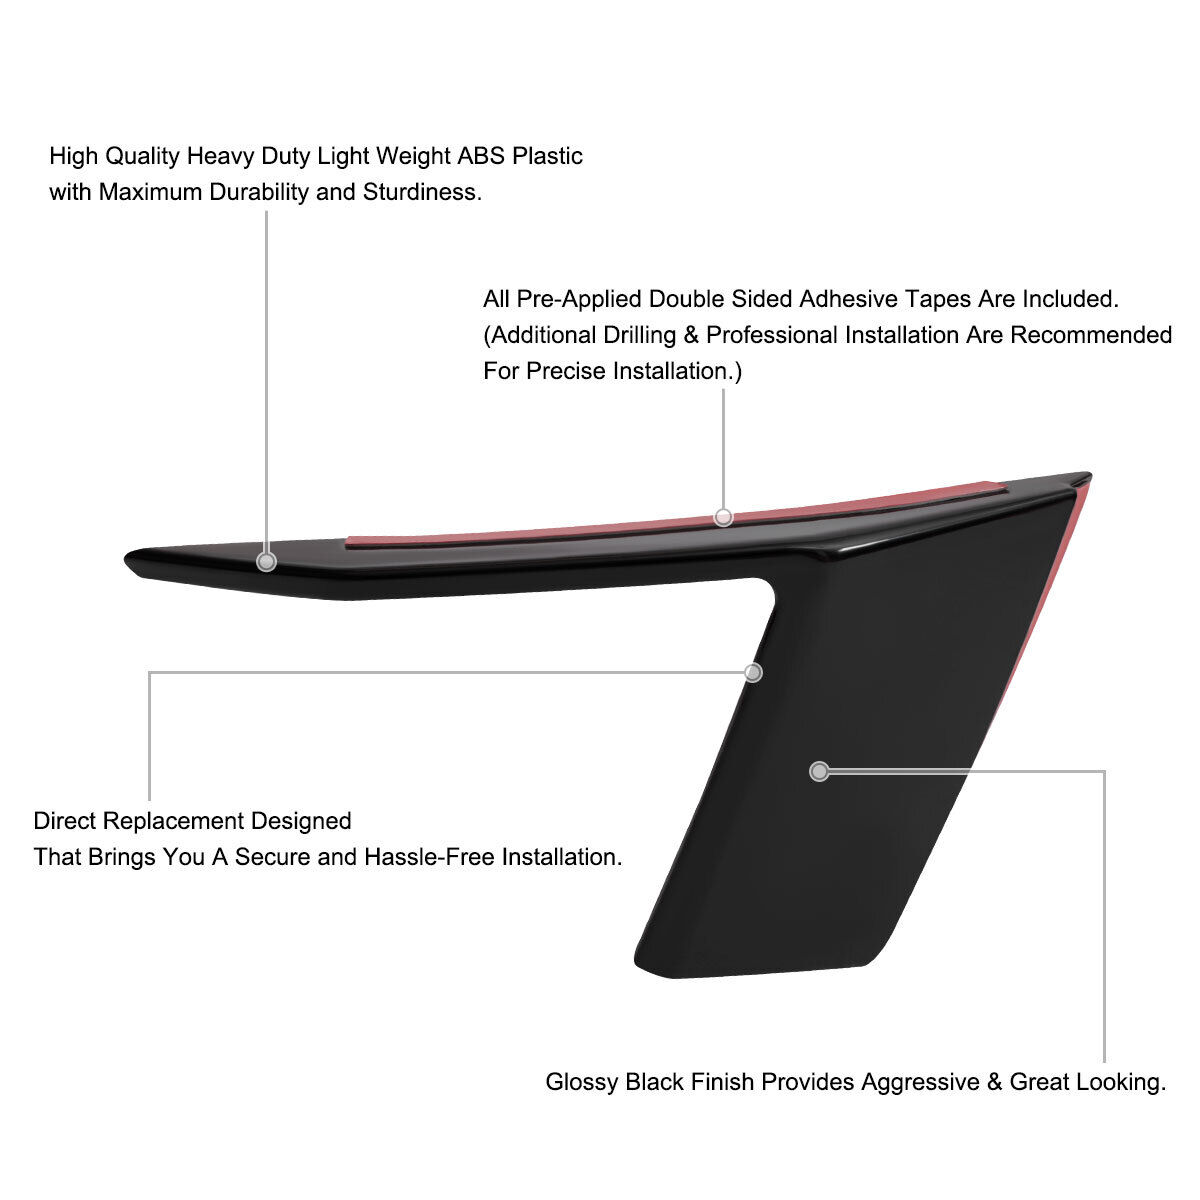 High Quality Heavy Duty Light Weight ABS Plastic
with Maximum Durability and Sturdiness.
All Pre-Applied Double Sided Adhesive Tapes Are Included.
(Additional Drilling & Professional Installation Are Recommended
For Precise Installation.)
Direct Replacement Designed
That Brings You A Secure and Hassle-Free Installation.
Glossy Black Finish Provides Aggressive & Great Looking.